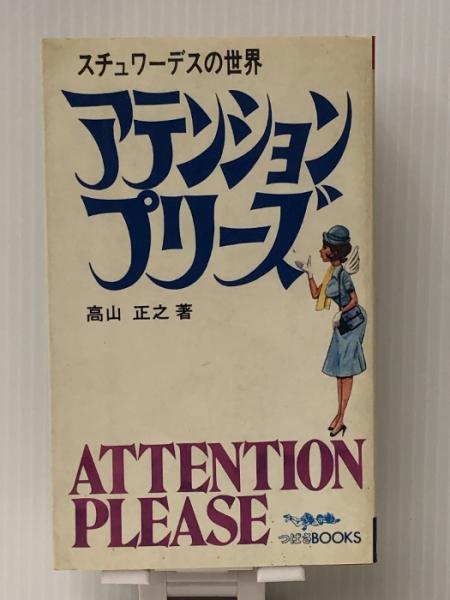 スチュワーデスの世界
アテンション
プリーズ
高山 正之 著
ATTENTION
PLEASE
つばさBOOKS